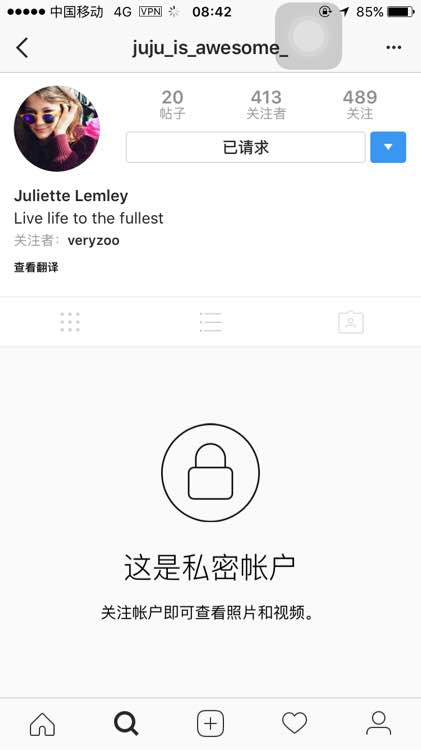 中国移动 4G VPN 08:42 85%
juju_is_awesome_
20 413 489
帖子 关注者 关注
已请求
Juliette Lemley
Live life to the fullest
关注者：veryzoo
查看翻译
这是私密帐户
关注帐户即可查看照片和视频。